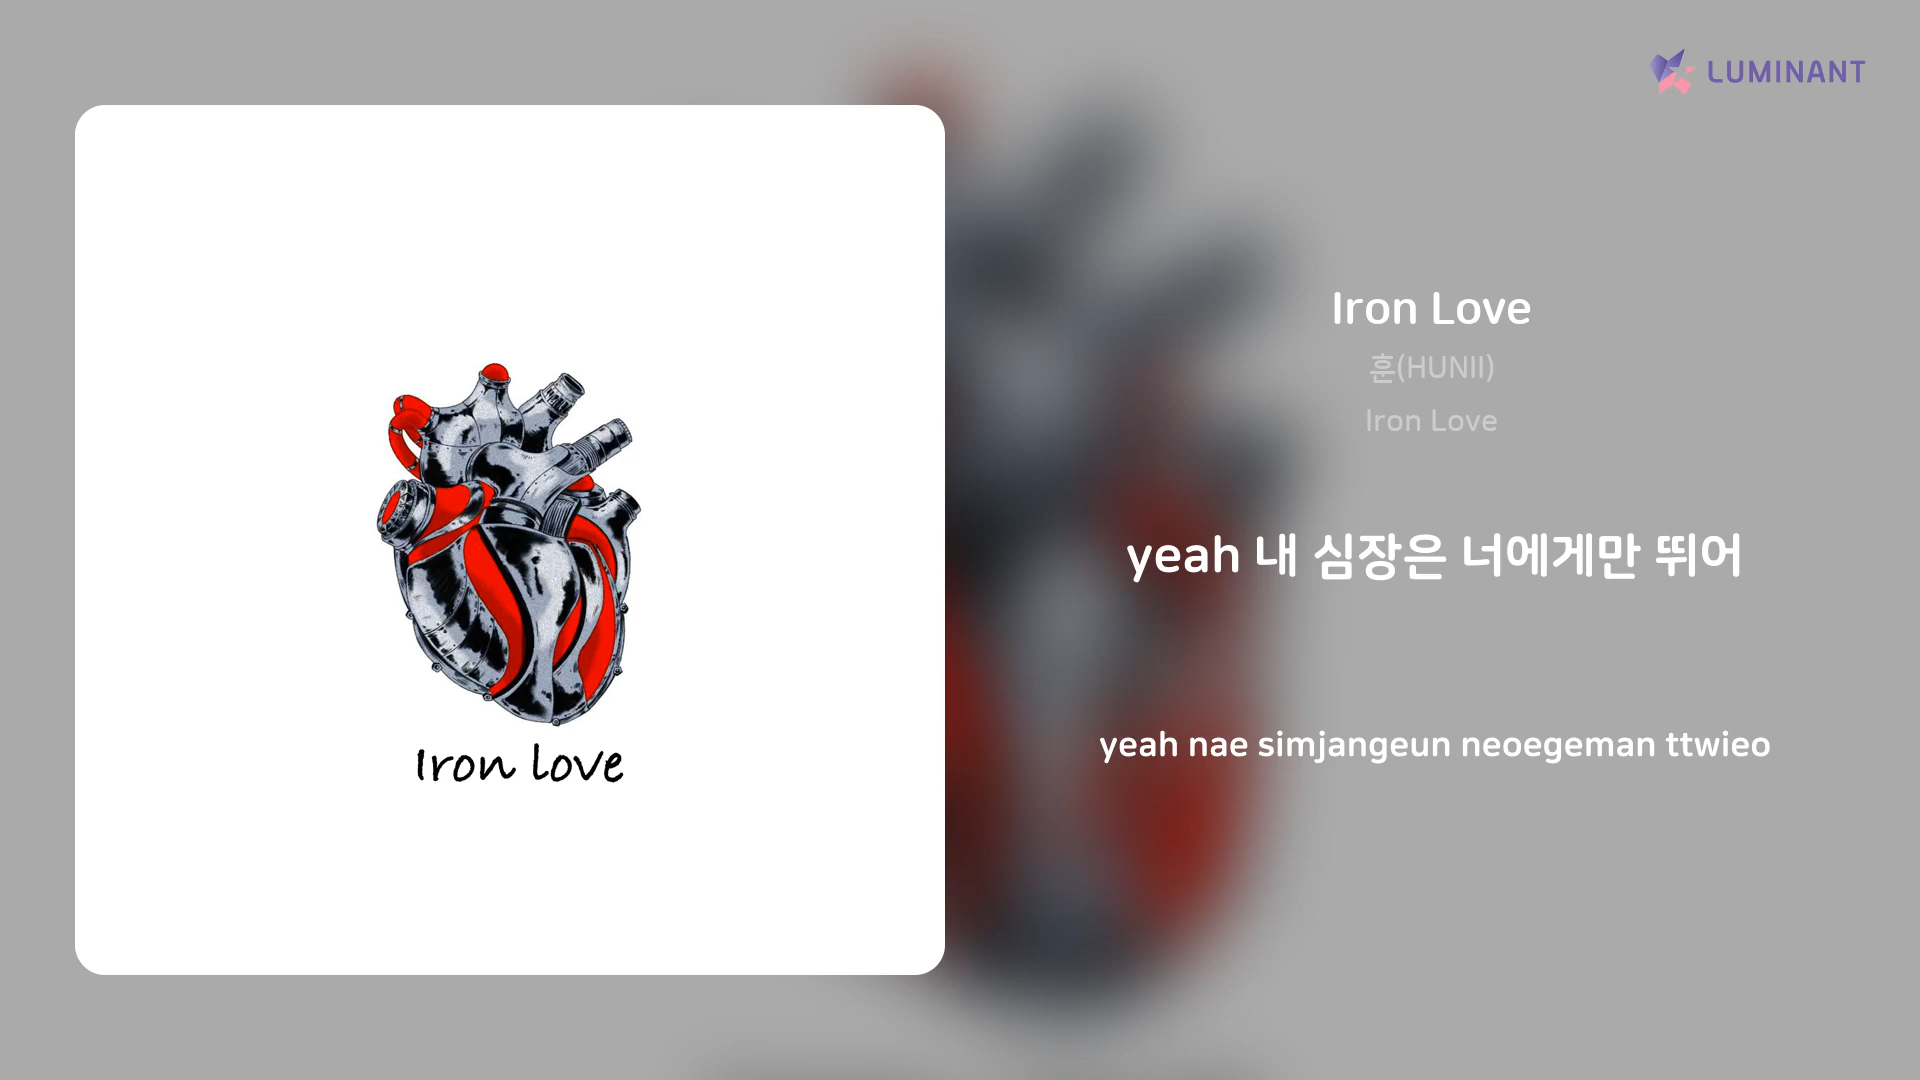 LUMINANT
Iron love
Iron Love
훈(HUNII)
Iron Love
yeah 내 심장은 너에게만 뛰어
yeah nae simjangeun neoegeman ttwieo